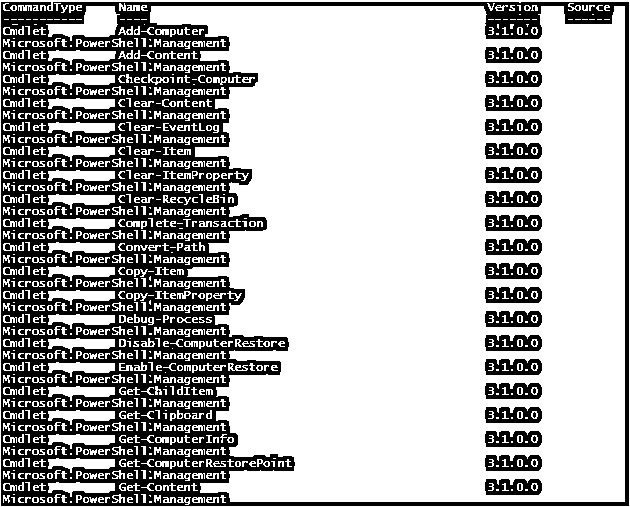 CommandType Name Version Source
----------- ---- ------- ------
Cmdlet Add-Computer 3.1.0.0
Microsoft.PowerShell.Management
Cmdlet Add-Content 3.1.0.0
Microsoft.PowerShell.Management
Cmdlet Checkpoint-Computer 3.1.0.0
Microsoft.PowerShell.Management
Cmdlet Clear-Content 3.1.0.0
Microsoft.PowerShell.Management
Cmdlet Clear-EventLog 3.1.0.0
Microsoft.PowerShell.Management
Cmdlet Clear-Item 3.1.0.0
Microsoft.PowerShell.Management
Cmdlet Clear-ItemProperty 3.1.0.0
Microsoft.PowerShell.Management
Cmdlet Clear-RecycleBin 3.1.0.0
Microsoft.PowerShell.Management
Cmdlet Complete-Transaction 3.1.0.0
Microsoft.PowerShell.Management
Cmdlet Convert-Path 3.1.0.0
Microsoft.PowerShell.Management
Cmdlet Copy-Item 3.1.0.0
Microsoft.PowerShell.Management
Cmdlet Copy-ItemProperty 3.1.0.0
Microsoft.PowerShell.Management
Cmdlet Debug-Process 3.1.0.0
Microsoft.PowerShell.Management
Cmdlet Disable-ComputerRestore 3.1.0.0
Microsoft.PowerShell.Management
Cmdlet Enable-ComputerRestore 3.1.0.0
Microsoft.PowerShell.Management
Cmdlet Get-ChildItem 3.1.0.0
Microsoft.PowerShell.Management
Cmdlet Get-Clipboard 3.1.0.0
Microsoft.PowerShell.Management
Cmdlet Get-ComputerInfo 3.1.0.0
Microsoft.PowerShell.Management
Cmdlet Get-ComputerRestorePoint 3.1.0.0
Microsoft.PowerShell.Management
Cmdlet Get-Content 3.1.0.0
Microsoft.PowerShell.Management